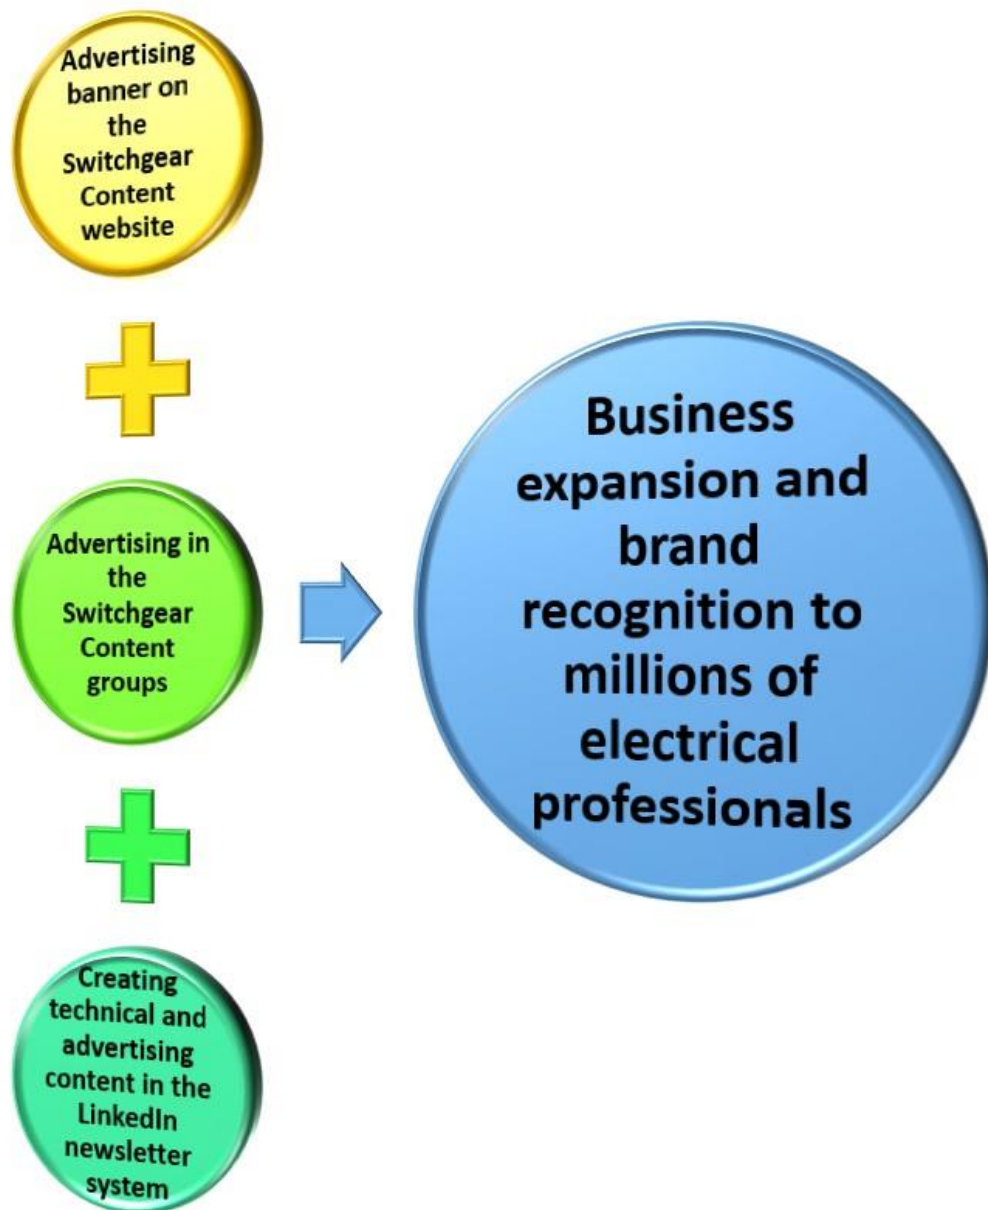 Advertising
banner on
the
Switchgear
Content
website
Advertising in
the
Switchgear
Content
groups
Creating
technical and
advertising
content in the
LinkedIn
newsletter
system
Business
expansion and
brand
recognition to
millions of
electrical
professionals